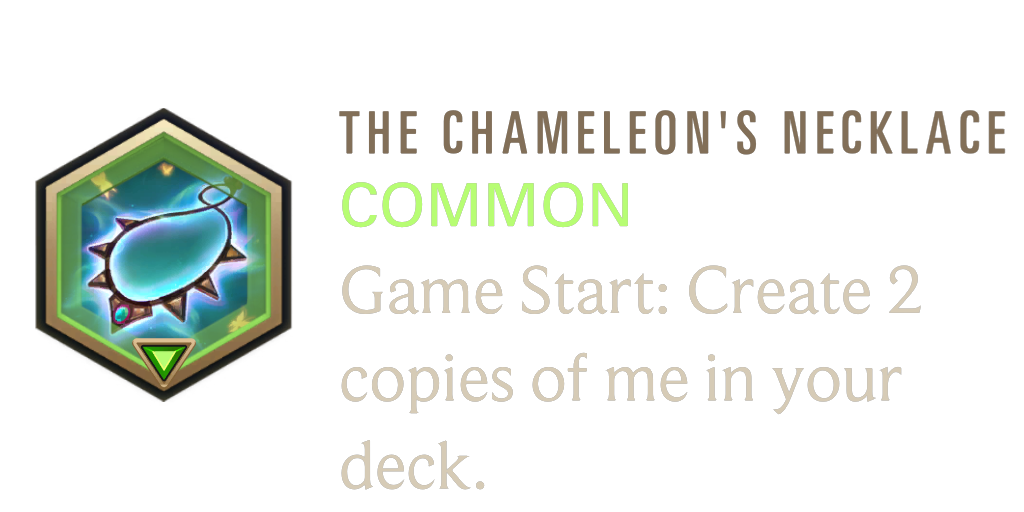 THE CHAMELEON'S NECKLACE
COMMON
Game Start: Create 2
copies of me in your
deck.